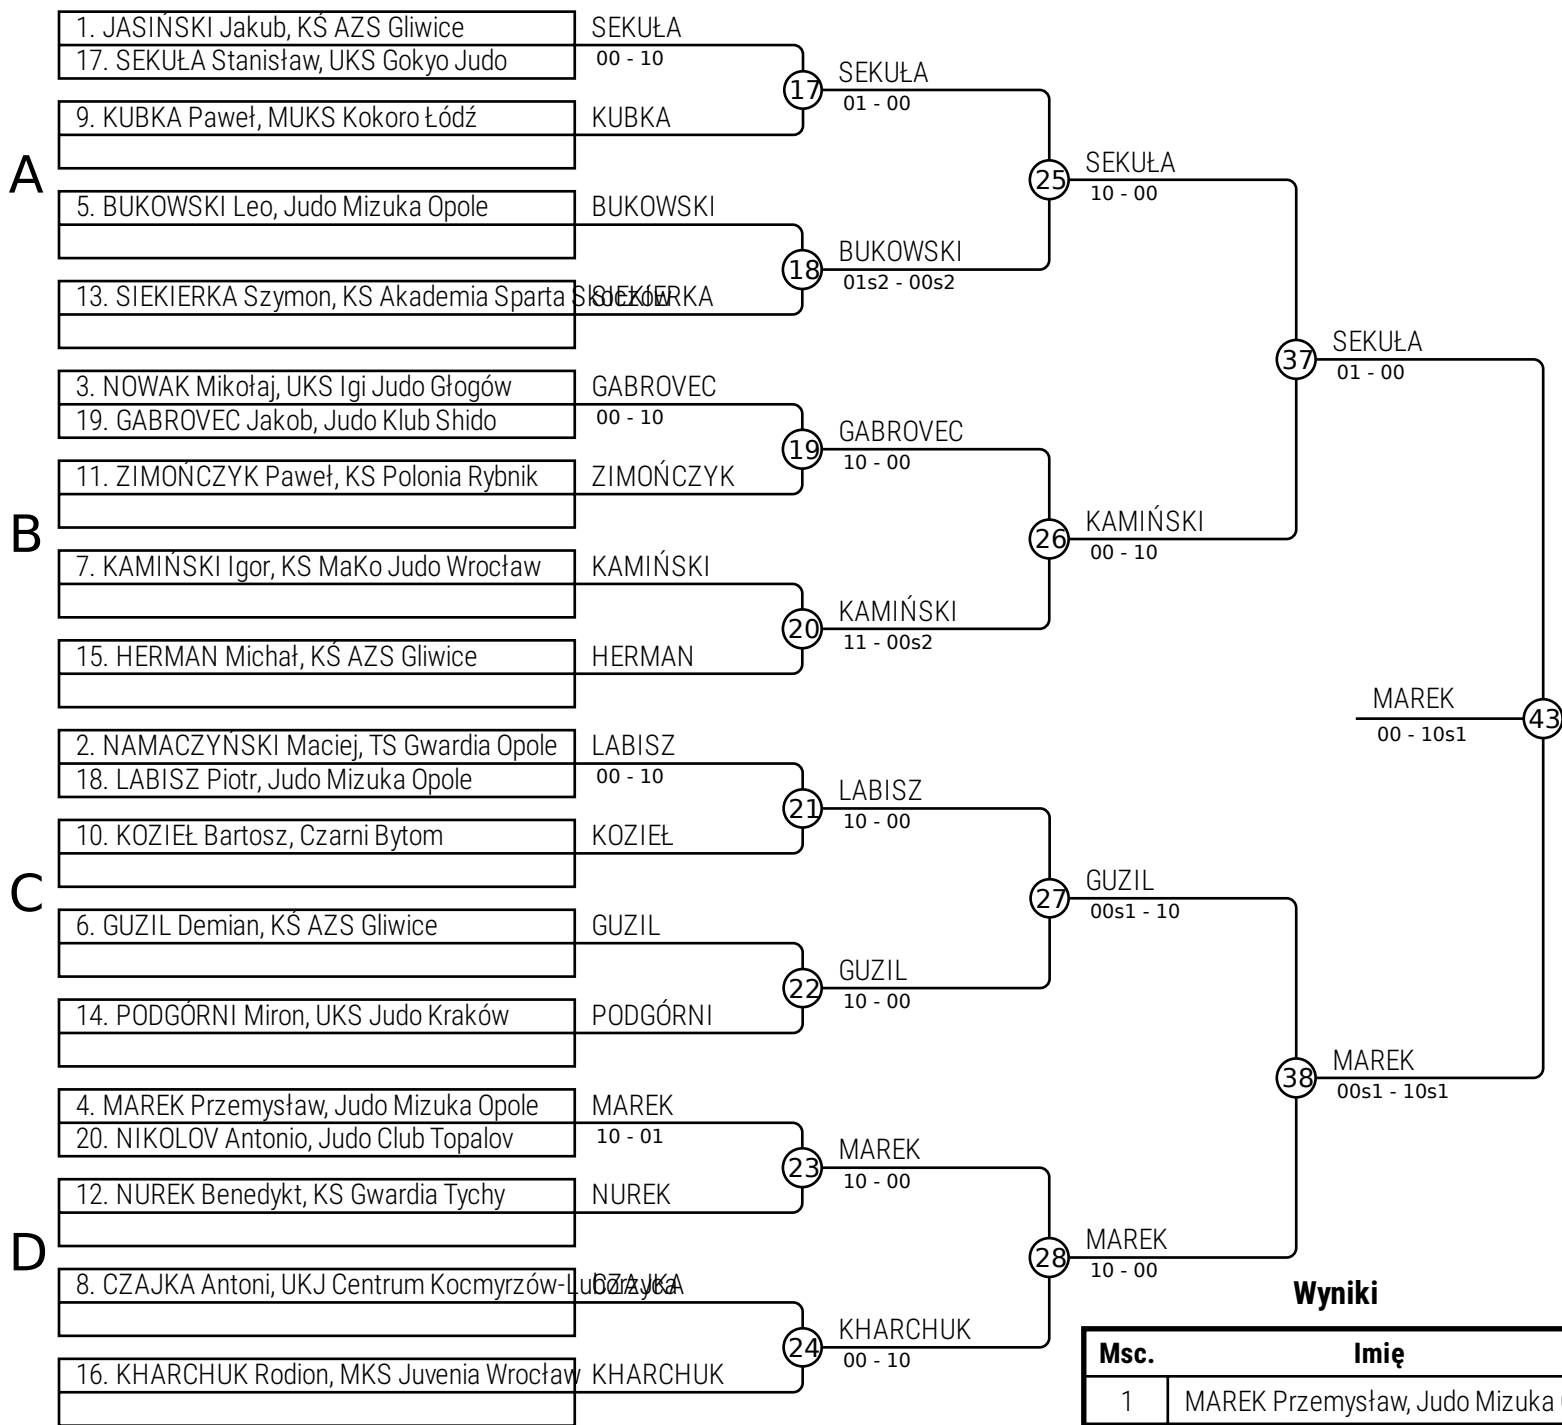 1. JASIŃSKI Jakub, KŚ AZS Gliwice
17. SEKUŁA Stanisław, UKS Gokyo Judo
SEKUŁA
00 - 10
9. KUBKA Paweł, MUKS Kokoro Łódź
KUBKA
17
SEKUŁA
01 - 00
A
5. BUKOWSKI Leo, Judo Mizuka Opole
BUKOWSKI
13. SIEKIERKA Szymon, KS Akademia Sparta Skoczów
SIEKIERKA
18
BUKOWSKI
01s2 - 00s2
25
SEKUŁA
10 - 00
3. NOWAK Mikołaj, UKS Igi Judo Głogów
19. GABROVEC Jakob, Judo Klub Shido
GABROVEC
00 - 10
11. ZIMOŃCZYK Paweł, KS Polonia Rybnik
ZIMOŃCZYK
19
GABROVEC
10 - 00
B
7. KAMIŃSKI Igor, KS MaKo Judo Wrocław
KAMIŃSKI
15. HERMAN Michał, KŚ AZS Gliwice
HERMAN
20
KAMIŃSKI
11 - 00s2
26
KAMIŃSKI
00 - 10
37
SEKUŁA
01 - 00
2. NAMACZYŃSKI Maciej, TS Gwardia Opole
18. LABISZ Piotr, Judo Mizuka Opole
LABISZ
00 - 10
10. KOZIEŁ Bartosz, Czarni Bytom
KOZIEŁ
21
LABISZ
10 - 00
C
6. GUZIL Demian, KŚ AZS Gliwice
GUZIL
14. PODGÓRNI Miron, UKS Judo Kraków
PODGÓRNI
22
GUZIL
10 - 00
27
GUZIL
00s1 - 10
4. MAREK Przemysław, Judo Mizuka Opole
20. NIKOLOV Antonio, Judo Club Topalov
MAREK
10 - 01
12. NUREK Benedykt, KS Gwardia Tychy
NUREK
23
MAREK
10 - 00
D
8. CZAJKA Antoni, UKJ Centrum Kocmyrzów-Luborzyca
CZAJKA
16. KHARCHUK Rodion, MKS Juvenia Wrocław
KHARCHUK
24
KHARCHUK
00 - 10
28
MAREK
10 - 00
38
MAREK
00s1 - 10s1
MAREK
00 - 10s1
43
Wyniki
Msc.
Imię
1
MAREK Przemysław, Judo Mizuka